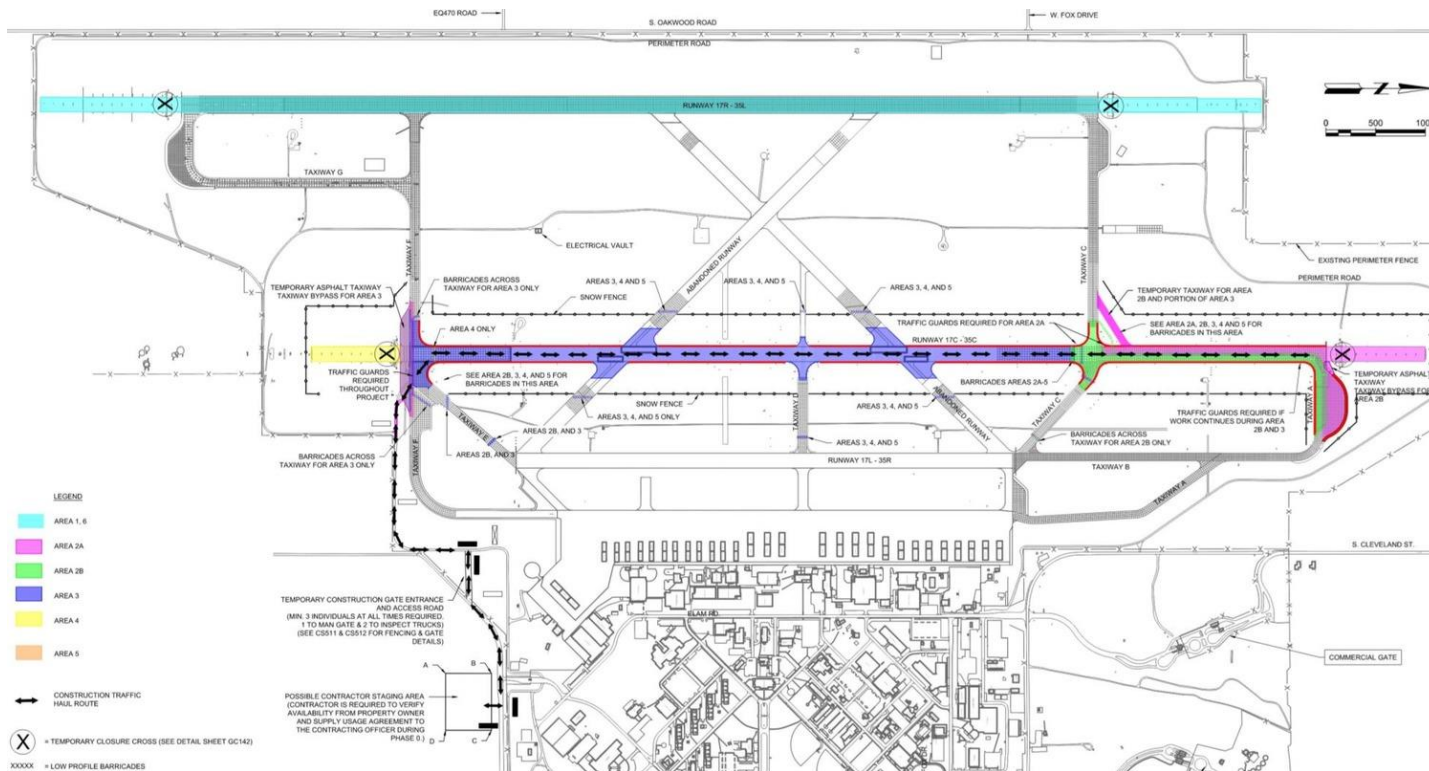 EQ470 ROAD
S. OAKWOOD ROAD
W. FOX DRIVE
PERIMETER ROAD
RUNWAY 17R - 35L
0 500
TAXIWAY G
ELECTRICAL VAULT
ABANDONED RUNWAY
TAXIWAY F
TAXIWAY C
EXISTING PERIMETER FENCE
PERIMETER ROAD
TEMPORARY ASPHALT TAXIWAY
TAXIWAY BYPASS FOR AREA 3
BARRICADES ACROSS
TAXIWAY FOR AREA 3 ONLY
SNOW FENCE
AREAS 3, 4, AND 5
AREAS 3, 4, AND 5
AREAS 3, 4, AND 5
TEMPORARY TAXIWAY FOR AREA
2B AND PORTION OF AREA 3
AREA 4 ONLY
TRAFFIC GUARDS REQUIRED FOR AREA 2A
SEE AREA 2A, 2B, 3, 4 AND 5 FOR
BARRICADES IN THIS AREA
RUNWAY 17C - 35C
X
X
X
X
TRAFFIC GUARDS
REQUIRED
THROUGHOUT
PROJECT
SEE AREA 2B, 3, 4, AND 5 FOR
BARRICADES IN THIS AREA
BARRICADES AREAS 2A-5
TEMPORARY ASPHALT
TAXIWAY
TAXIWAY BYPASS FOR
AREA 2B
SNOW FENCE
AREAS 3, 4, AND 5 ONLY
TAXIWAY D
AREAS 3, 4, AND 5
ABANDONED RUNWAY
TAXIWAY C
TAXIWAY A
TRAFFIC GUARDS REQUIRED IF
WORK CONTINUES DURING AREA
2B AND 3
TAXIWAY E
AREAS 2B, AND 3
AREAS 2B, AND 3
AREAS 3, 4, AND 5
BARRICADES ACROSS
TAXIWAY FOR AREA 2B ONLY
BARRICADES ACROSS
TAXIWAY FOR AREA 3 ONLY
TAXIWAY F
RUNWAY 17L - 35R
TAXIWAY B
TAXIWAY A
LEGEND
AREA 1, 6
AREA 2A
AREA 2B
AREA 3
AREA 4
AREA 5
CONSTRUCTION TRAFFIC
HAUL ROUTE
X = TEMPORARY CLOSURE CROSS (SEE DETAIL SHEET GC142)
XXXXX = LOW PROFILE BARRICADES
S. CLEVELAND ST.
TEMPORARY CONSTRUCTION GATE ENTRANCE
AND ACCESS ROAD
(MIN. 3 INDIVIDUALS AT ALL TIMES REQUIRED.
1 TO MAN GATE & 2 TO INSPECT TRUCKS)
(SEE CS511 & CS512 FOR FENCING & GATE
DETAILS)
ELAM RD.
COMMERCIAL GATE
A B
POSSIBLE CONTRACTOR STAGING AREA
(CONTRACTOR IS REQUIRED TO VERIFY
AVAILABILITY FROM PROPERTY OWNER
AND SUPPLY USAGE AGREEMENT TO
THE CONTRACTING OFFICER DURING
PHASE 0.)
D C